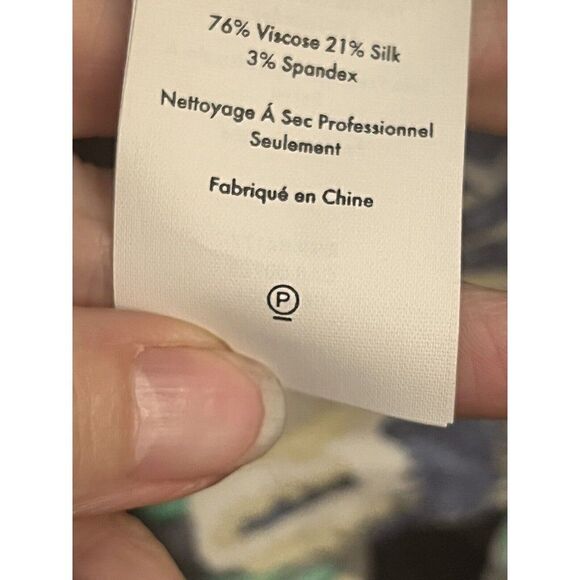 76% Viscose 21% Silk
3% Spandex
Nettoyage Á Sec Professionnel
Seulement
Fabriqué en Chine
P